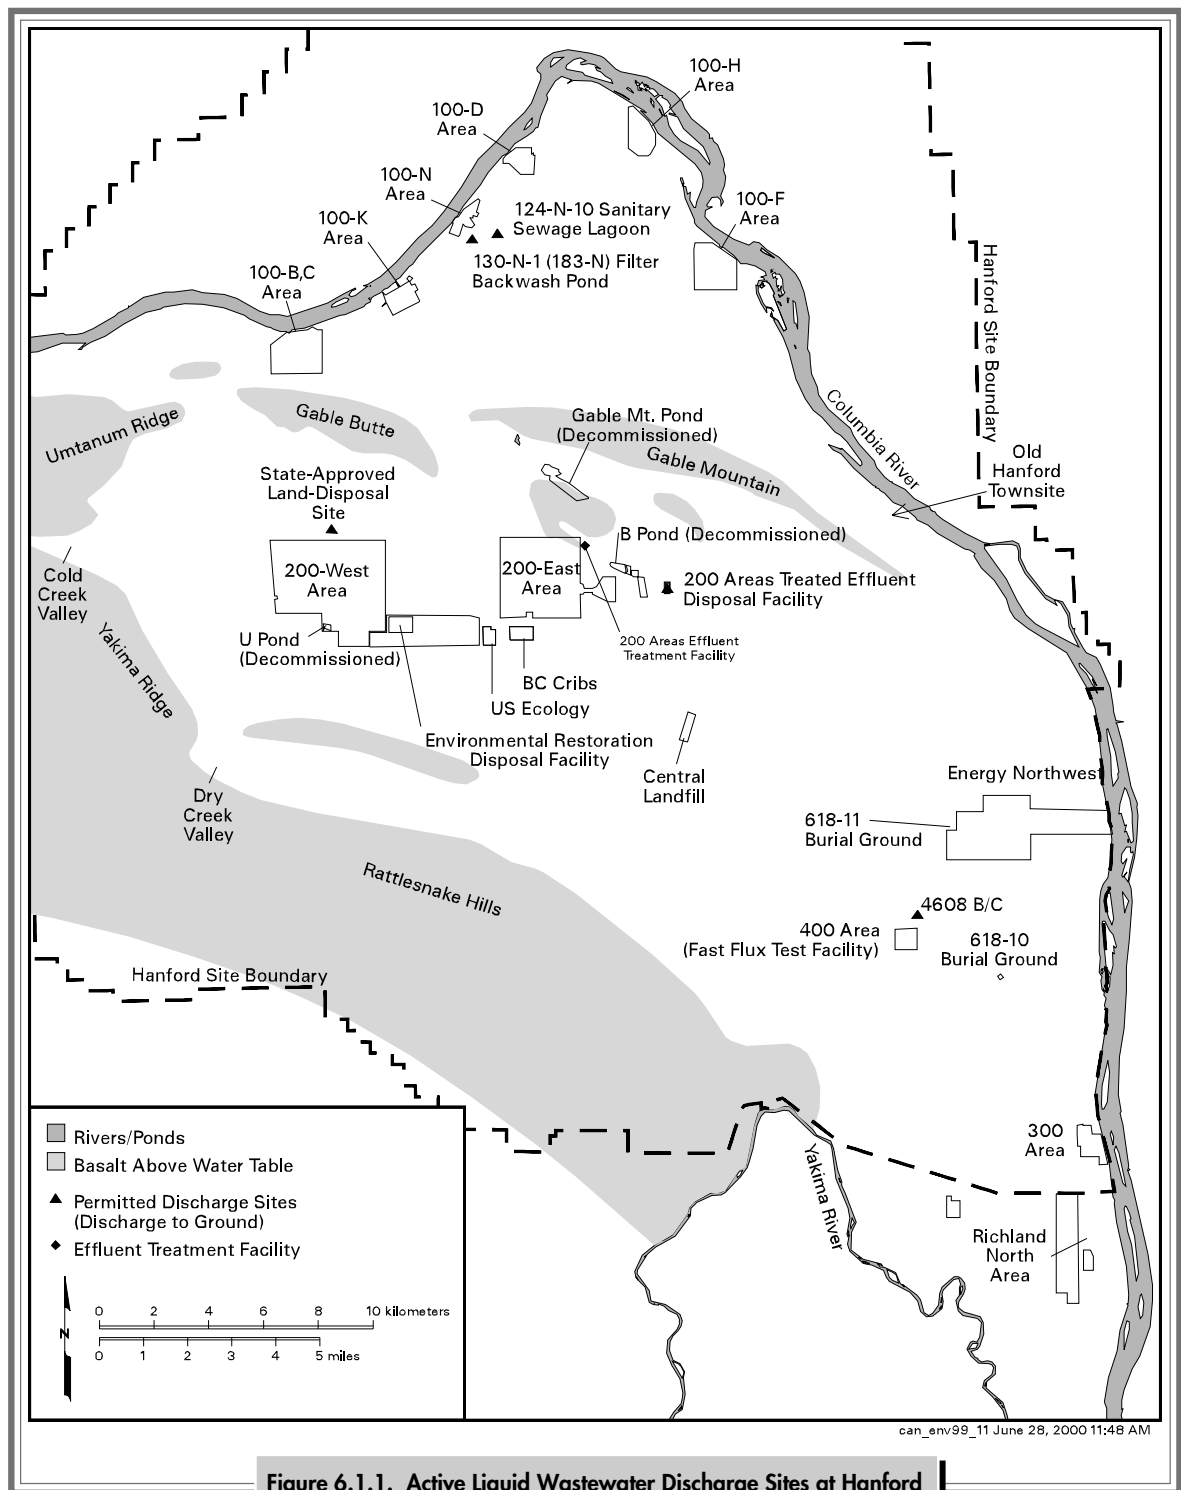 100-H
Area
100-D
Area
100-N
Area
124-N-10 Sanitary
Sewage Lagoon
100-F
Area
100-K
Area
130-N-1 (183-N) Filter
Backwash Pond
100-B,C
Area
Hanford Site Boundary
Columbia River
Umtanum Ridge
Gable Butte
Gable Mt. Pond
(Decommissioned)
Gable Mountain
Old
Hanford
Townsite
State-Approved
Land-Disposal
Site
B Pond (Decommissioned)
Cold
Creek
Valley
200-West
Area
200-East
Area
200 Areas Treated Effluent
Disposal Facility
U Pond
(Decommissioned)
200 Areas Effluent
Treatment Facility
Yakima Ridge
BC Cribs
US Ecology
Environmental Restoration
Disposal Facility
Central
Landfill
Energy Northwest
Dry
Creek
Valley
618-11
Burial Ground
Rattlesnake Hills
4608 B/C
400 Area
(Fast Flux Test Facility)
618-10
Burial Ground
Hanford Site Boundary
300
Area
Yakima River
Richland
North
Area
Rivers/Ponds
Basalt Above Water Table
Permitted Discharge Sites
(Discharge to Ground)
Effluent Treatment Facility
N
0 2 4 6 8 10 kilometers
0 1 2 3 4 5 miles
can_env99_11 June 28, 2000 11:48 AM
Figure 6.1.1. Active Liquid Wastewater Discharge Sites at Hanford